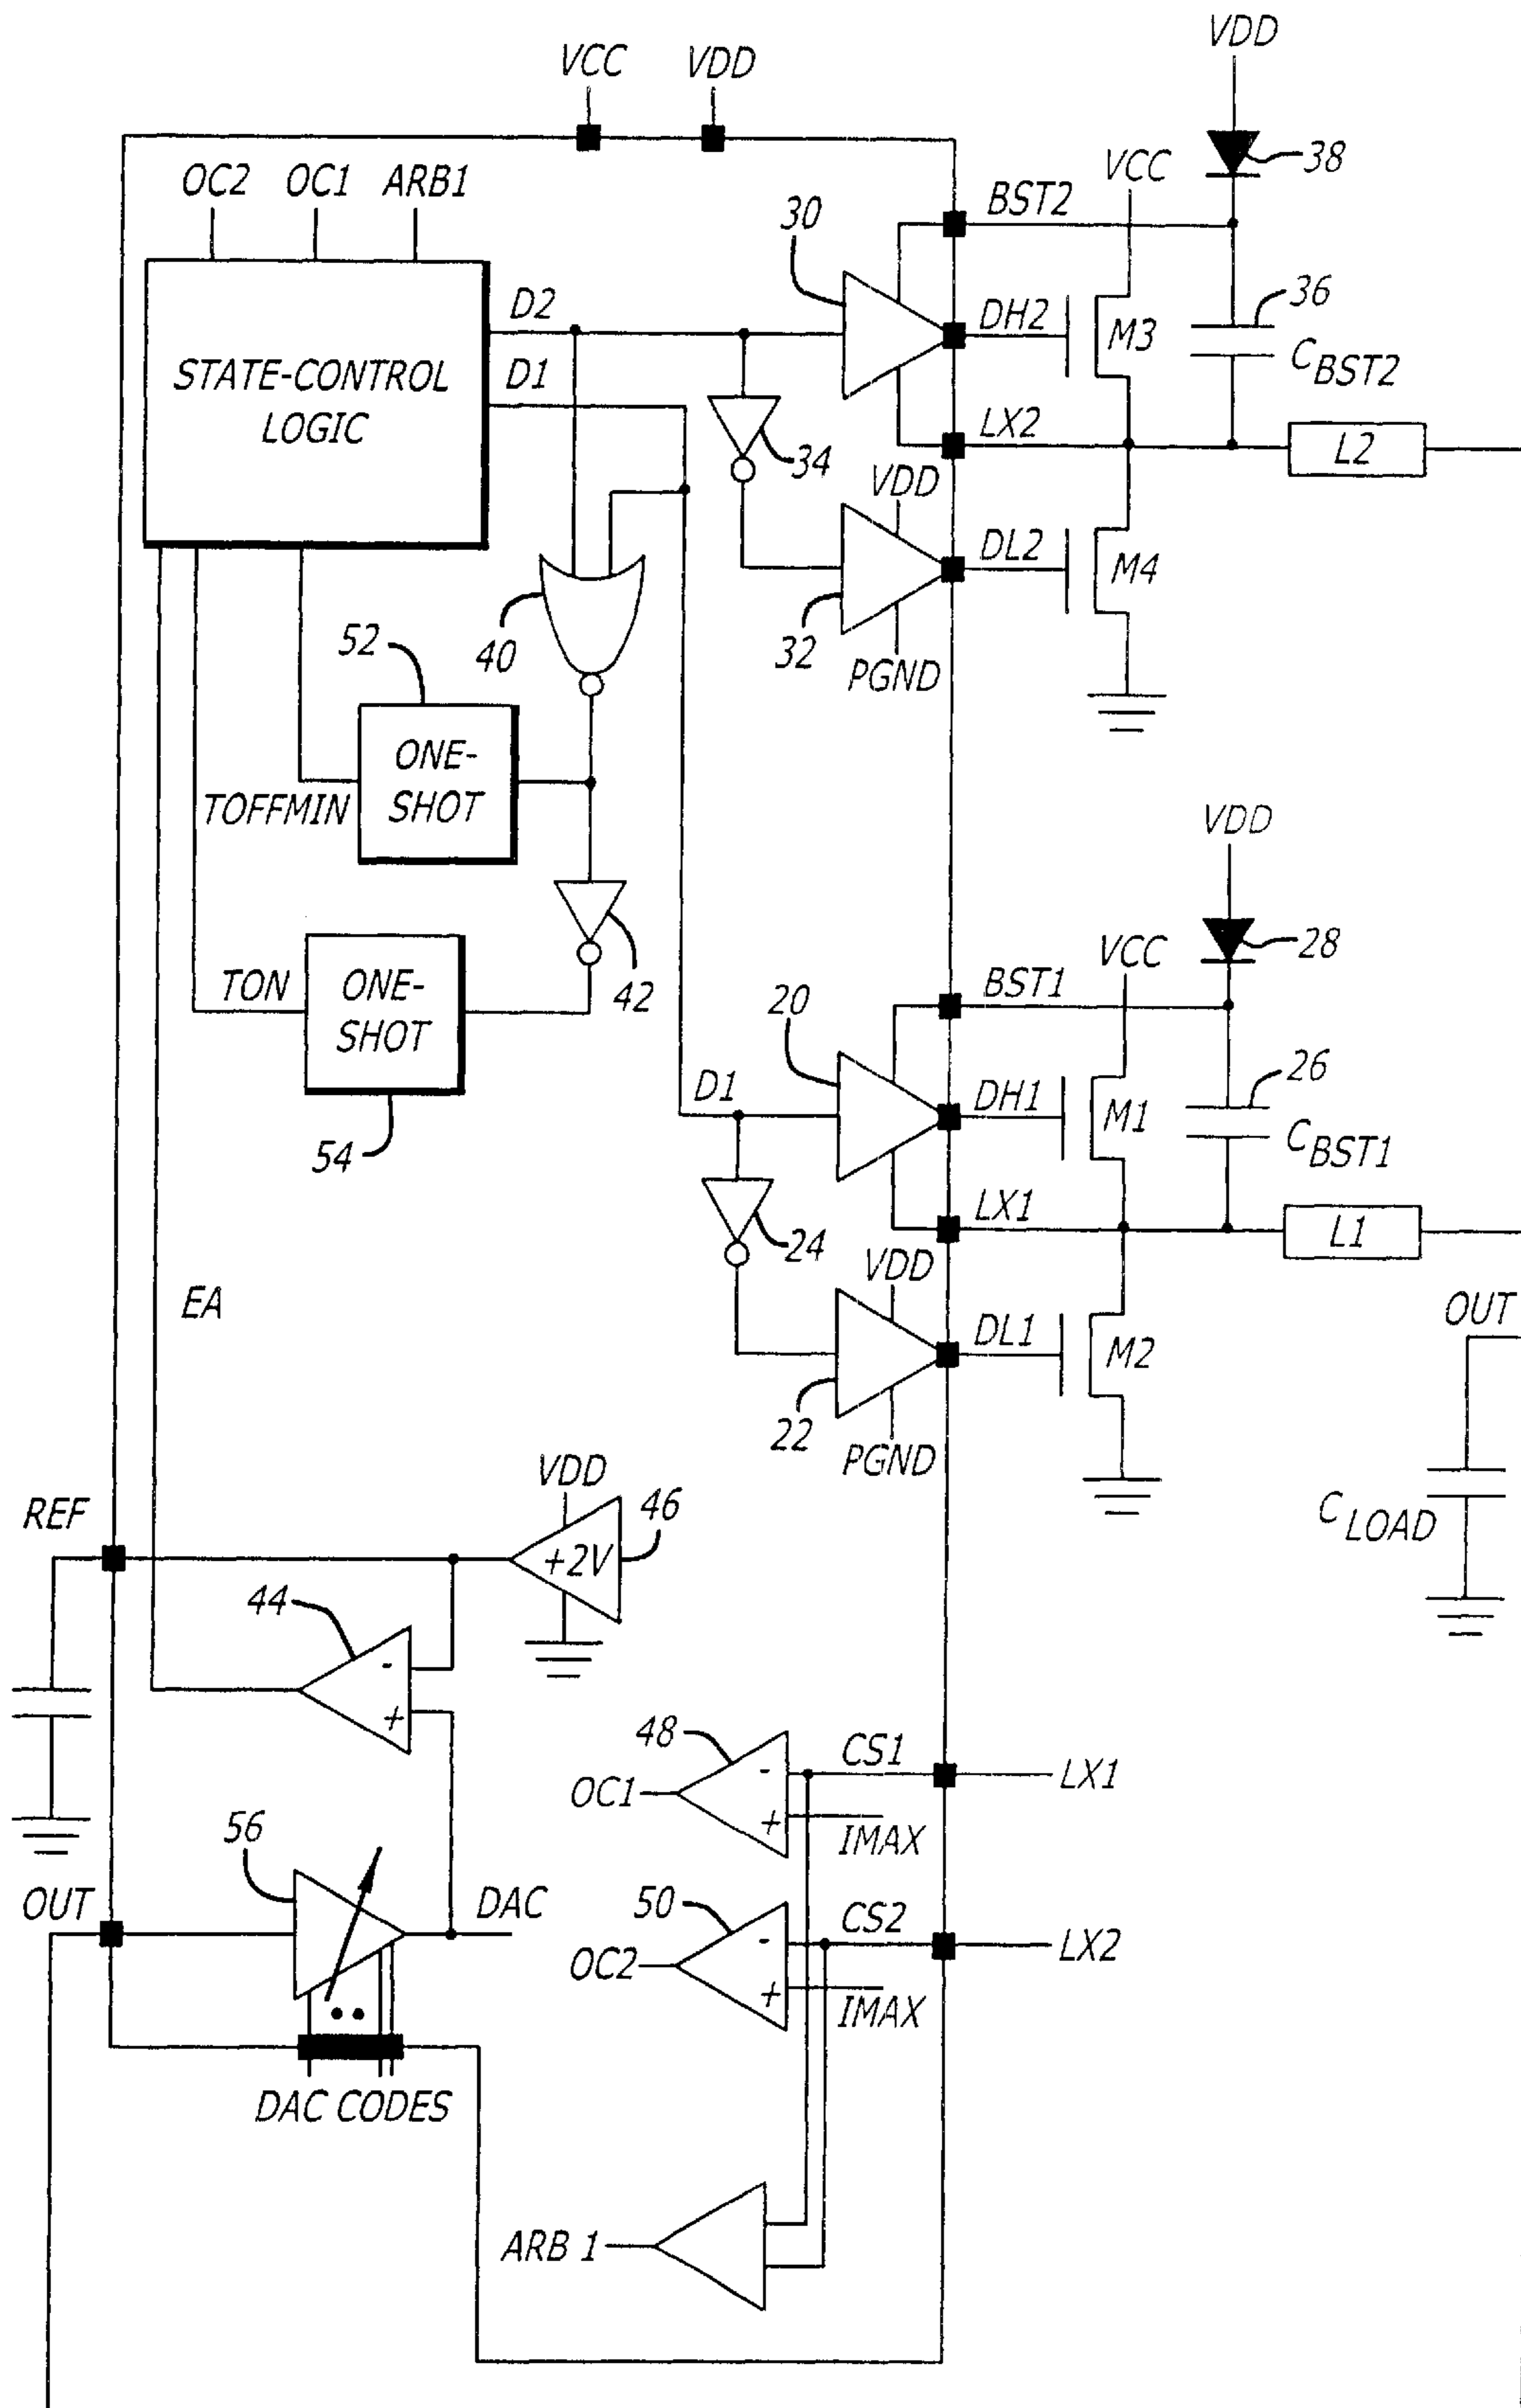 VDD
VCC VDD
38
VCC
OC2 OC1 ARB1
BST2
30
36
D2
DH2
M3
STATE-CONTROL
LOGIC
D1
CBST2
LX2
L2
34
VDD
DL2
M4
52
40
32
PGND
ONE-
SHOT
TOFFMIN
VDD
28
VCC
42
TON
ONE-
SHOT
BST1
20
26
D1
DH1
M1
54
CBST1
LX1
L1
24
VDD
EA
OUT
DL1
M2
22
PGND
VDD
REF
46
+2V
CLOAD
44
-
+
48
CS1
-
LX1
OC1
+
IMAX
56
OUT
DAC
50
CS2
-
LX2
OC2
+
IMAX
DAC CODES
ARB 1